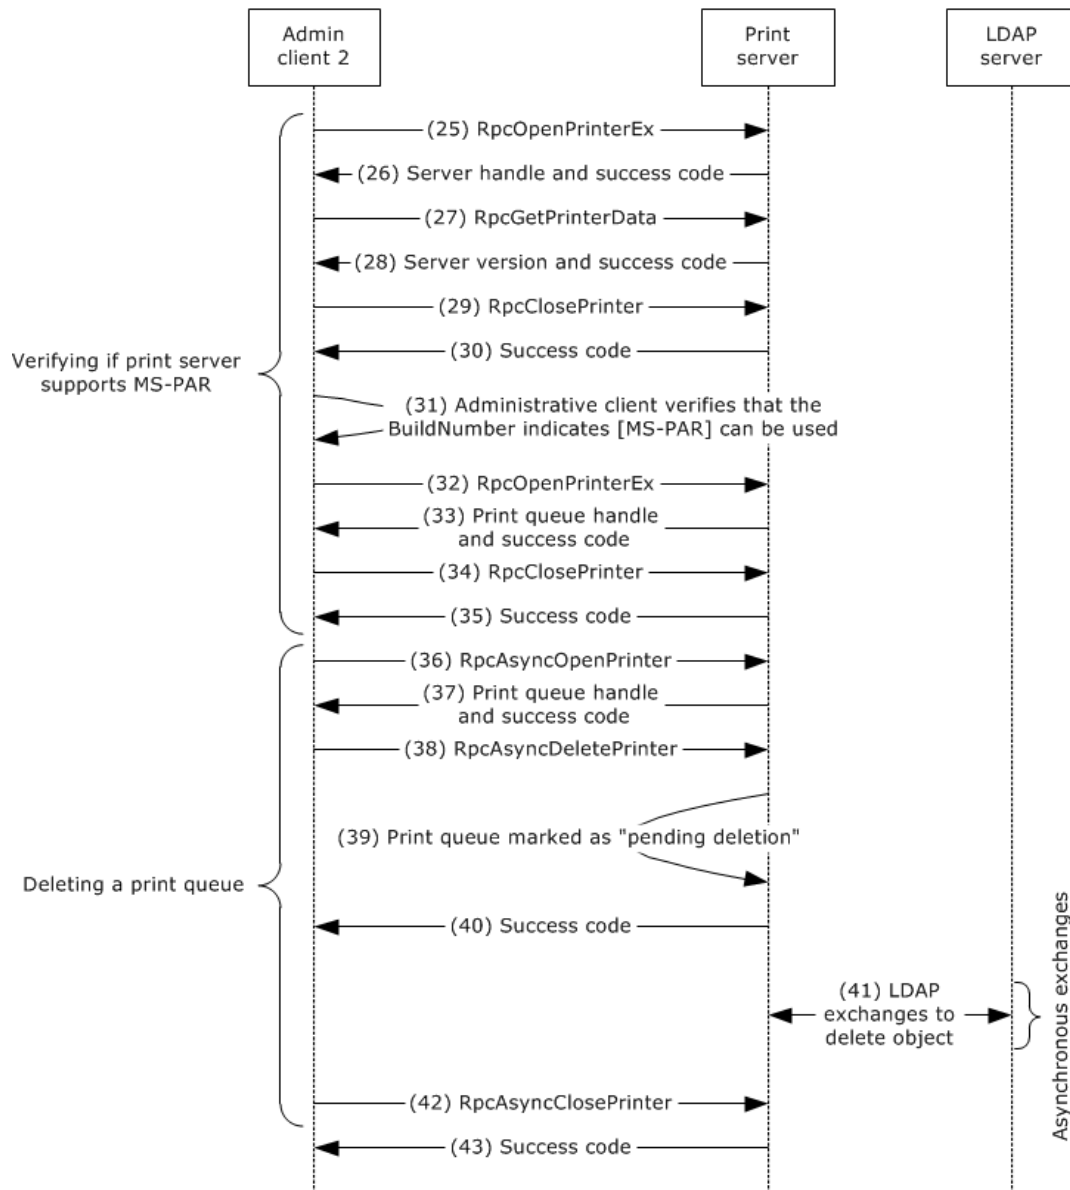 Admin
client 2
Print
server
LDAP
server
(25) RpcOpenPrinterEx
(26) Server handle and success code
(27) RpcGetPrinterData
(28) Server version and success code
(29) RpcClosePrinter
(30) Success code
Verifying if print server
supports MS-PAR
(31) Administrative client verifies that the
BuildNumber indicates [MS-PAR] can be used
(32) RpcOpenPrinterEx
(33) Print queue handle
and success code
(34) RpcClosePrinter
(35) Success code
(36) RpcAsyncOpenPrinter
(37) Print queue handle
and success code
(38) RpcAsyncDeletePrinter
(39) Print queue marked as "pending deletion"
Deleting a print queue
(40) Success code
(41) LDAP
exchanges to
delete object
Asynchronous exchanges
(42) RpcAsyncClosePrinter
(43) Success code